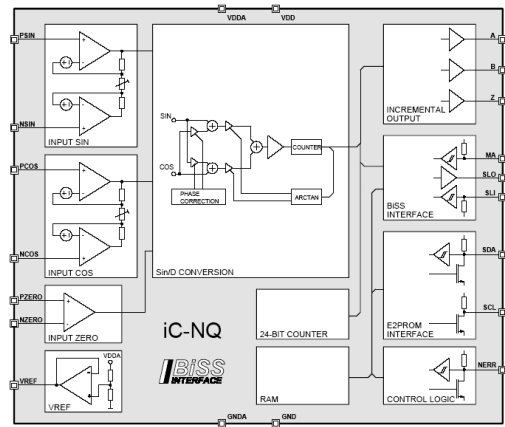 VDDA VDD
PSIN
NSIN
INPUT SIN
PCOS
NCOS
INPUT COS
PZERO
NZERO
INPUT ZERO
VREF
VDDA
VREF
SIN
COS
PHASE
CORRECTION
COUNTER
ARCTAN
Sin/D CONVERSION
iC-NQ
BiSS
INTERFACE
24-BIT COUNTER
RAM
A
B
Z
INCREMENTAL
OUTPUT
MA
SLO
SLI
BiSS
INTERFACE
SDA
SCL
E2PROM
INTERFACE
NERR
CONTROL LOGIC
GNDA GND